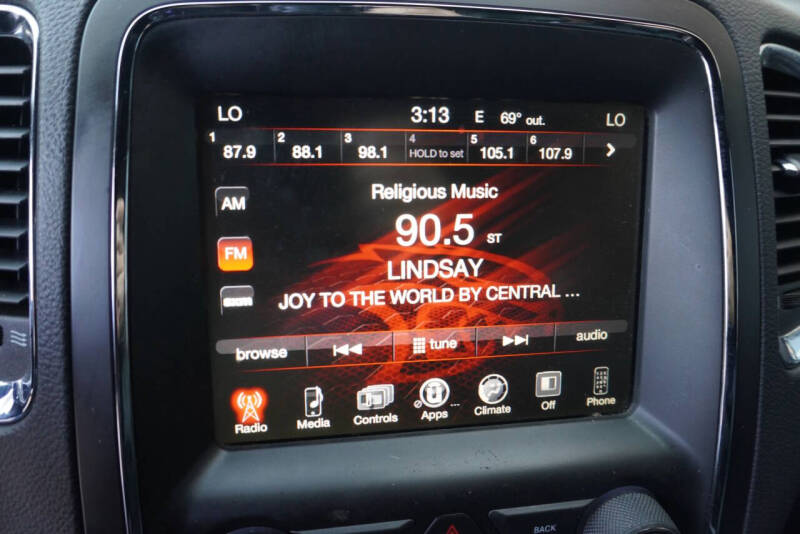 LO 3:13 E 69° out. LO
1 2 3 4 5 6
87.9 88.1 98.1 HOLD to set 105.1 107.9
AM
FM
SXM
Religious Music
90.5 ST
LINDSAY
JOY TO THE WORLD BY CENTRAL ...
browse tune audio
Radio Media Controls Apps ... Climate Off Phone
BACK